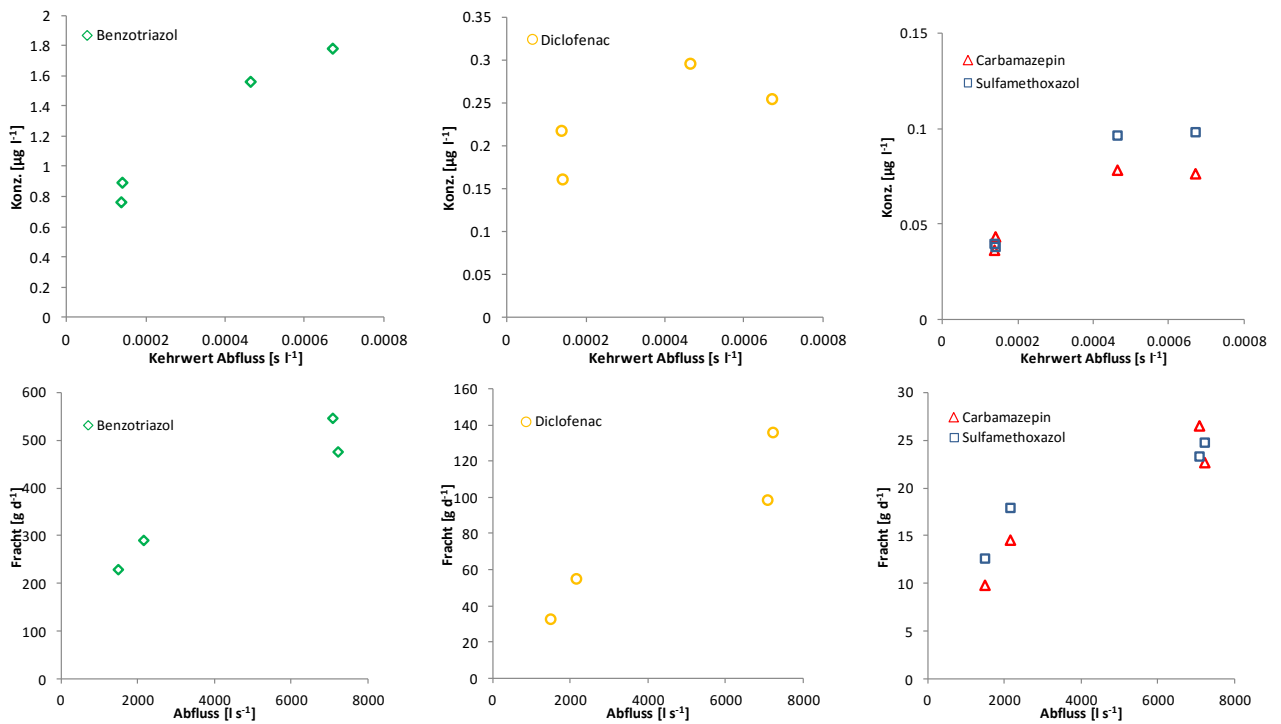 Benzotriazol
Konz. [µg l-1]
2
1.8
1.6
1.4
1.2
1
0.8
0.6
0.4
0.2
0
0 0.0002 0.0004 0.0006 0.0008
Kehrwert Abfluss [s l-1]
Diclofenac
Konz. [µg l-1]
0.35
0.3
0.25
0.2
0.15
0.1
0.05
0
0 0.0002 0.0004 0.0006 0.0008
Kehrwert Abfluss [s l-1]
Carbamazepin
Sulfamethoxazol
Konz. [µg l-1]
0.15
0.1
0.05
0
0 0.0002 0.0004 0.0006 0.0008
Kehrwert Abfluss [s l-1]
Benzotriazol
Fracht [g d-1]
600
500
400
300
200
100
0
0 2000 4000 6000 8000
Abfluss [l s-1]
Diclofenac
Fracht [g d-1]
160
140
120
100
80
60
40
20
0
0 2000 4000 6000 8000
Abfluss [l s-1]
Carbamazepin
Sulfamethoxazol
Fracht [g d-1]
30
25
20
15
10
5
0
0 2000 4000 6000 8000
Abfluss [l s-1]